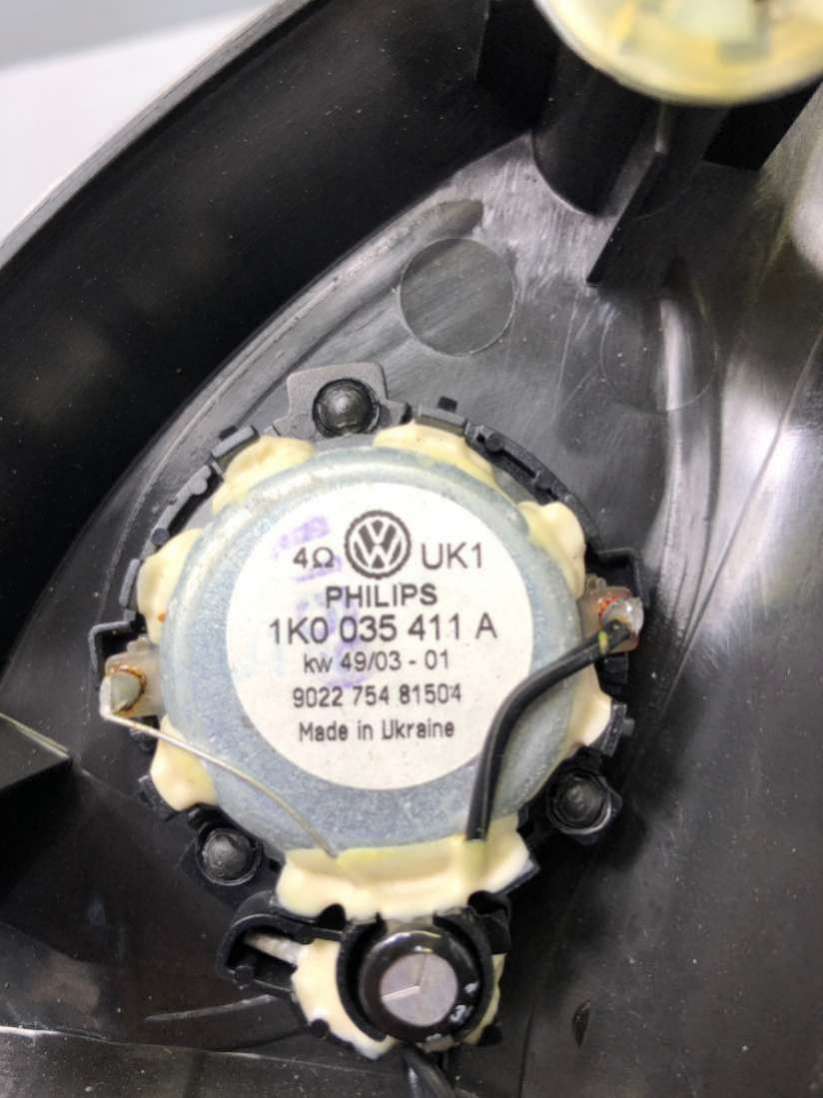 4Ω UK1
PHILIPS
1K0 035 411 A
kw 49/03 - 01
9022 754 81504
Made in Ukraine